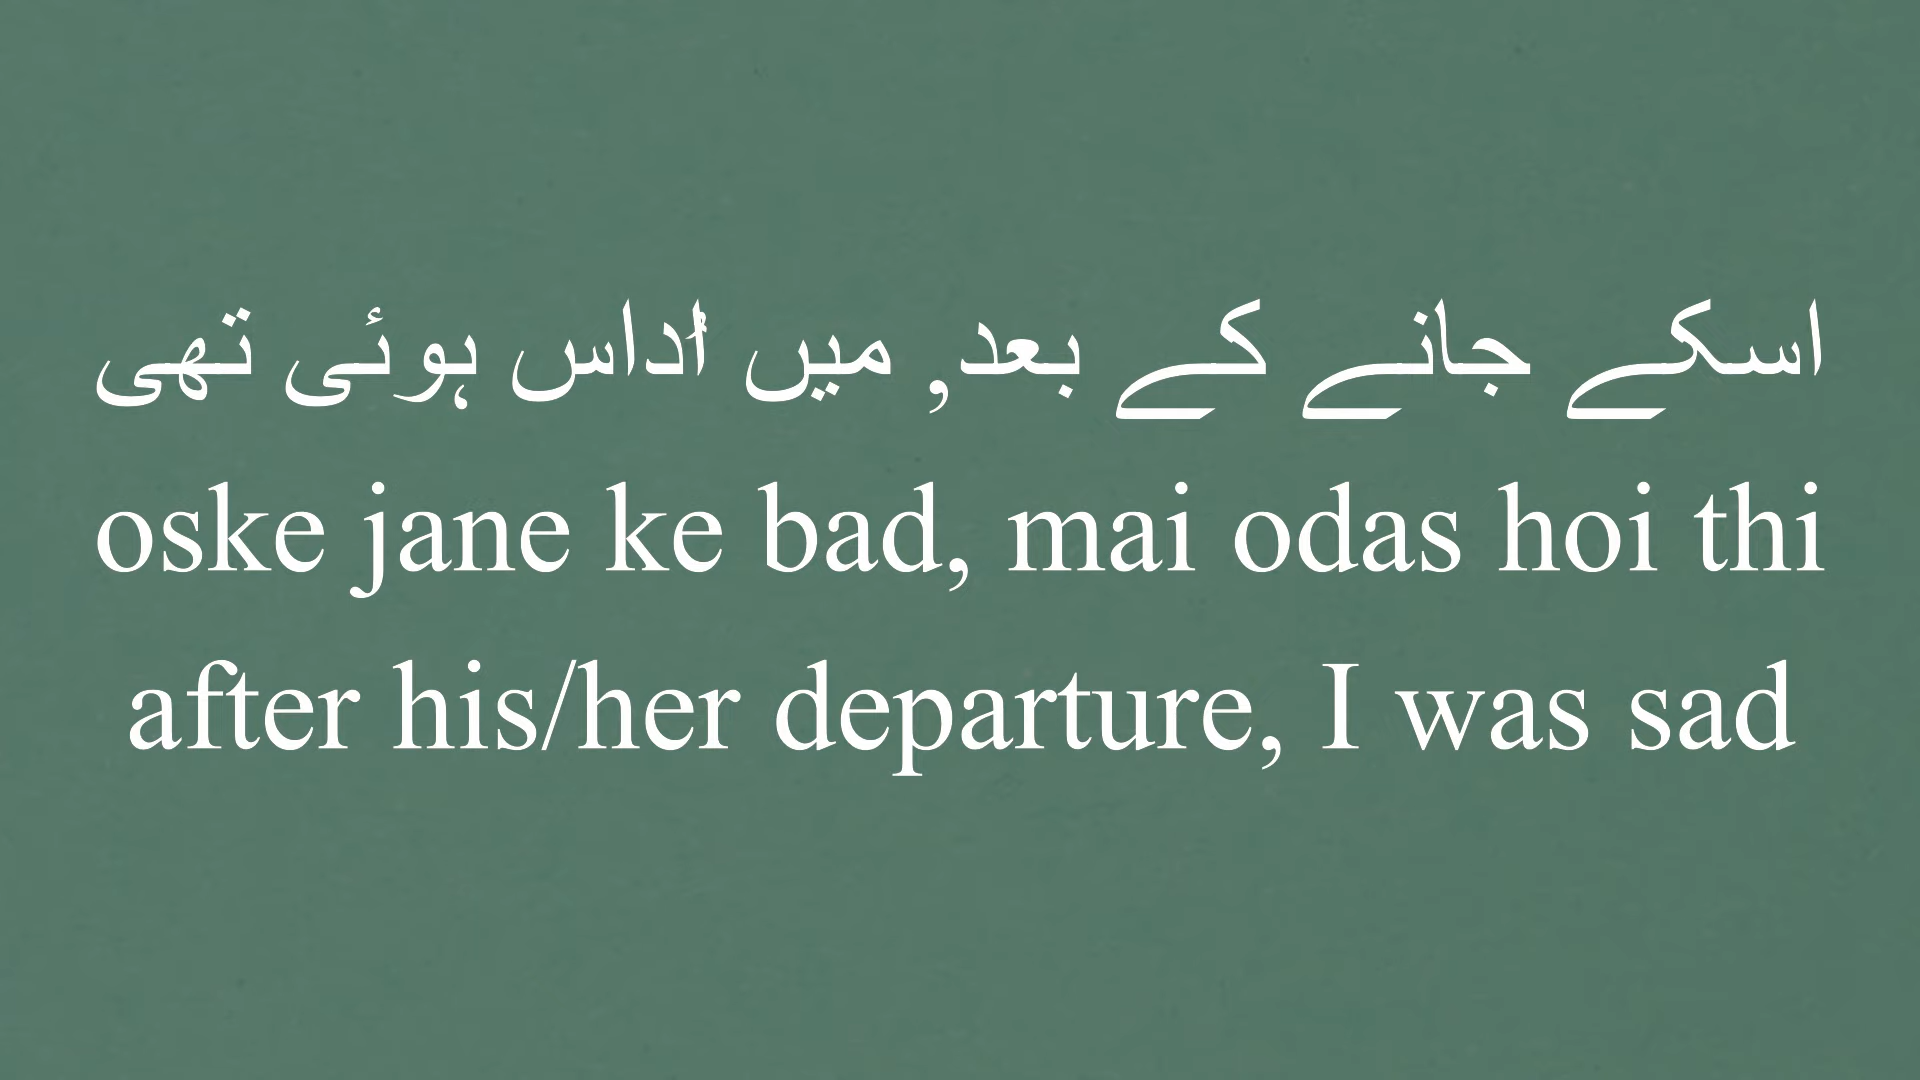 اسکے جانے کے بعد, میں اُداس ہوئی تھی
oske jane ke bad, mai odas hoi thi
after his/her departure, I was sad